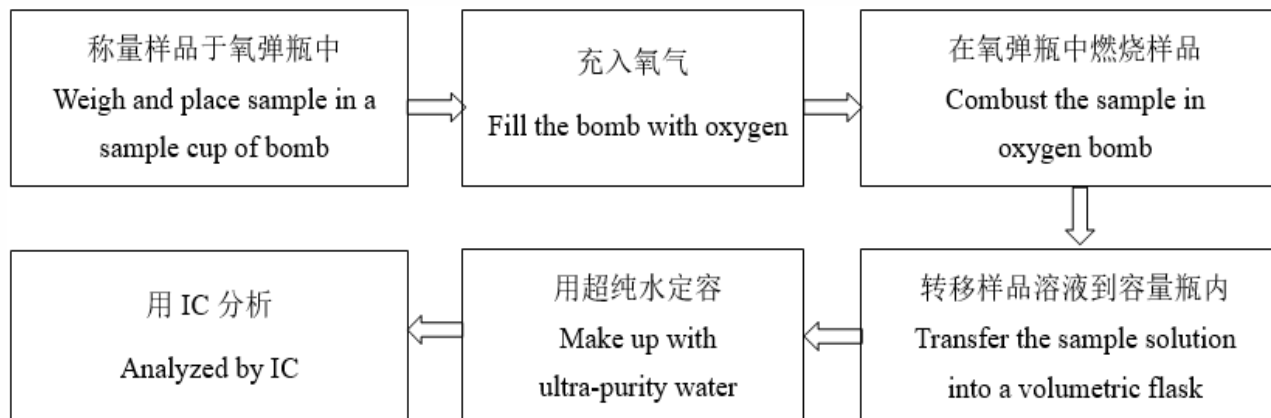 称量样品于氧弹瓶中
Weigh and place sample in a
sample cup of bomb
充入氧气
Fill the bomb with oxygen
在氧弹瓶中燃烧样品
Combust the sample in
oxygen bomb
转移样品溶液到容量瓶内
Transfer the sample solution
into a volumetric flask
用超纯水定容
Make up with
ultra-purity water
用 IC 分析
Analyzed by IC